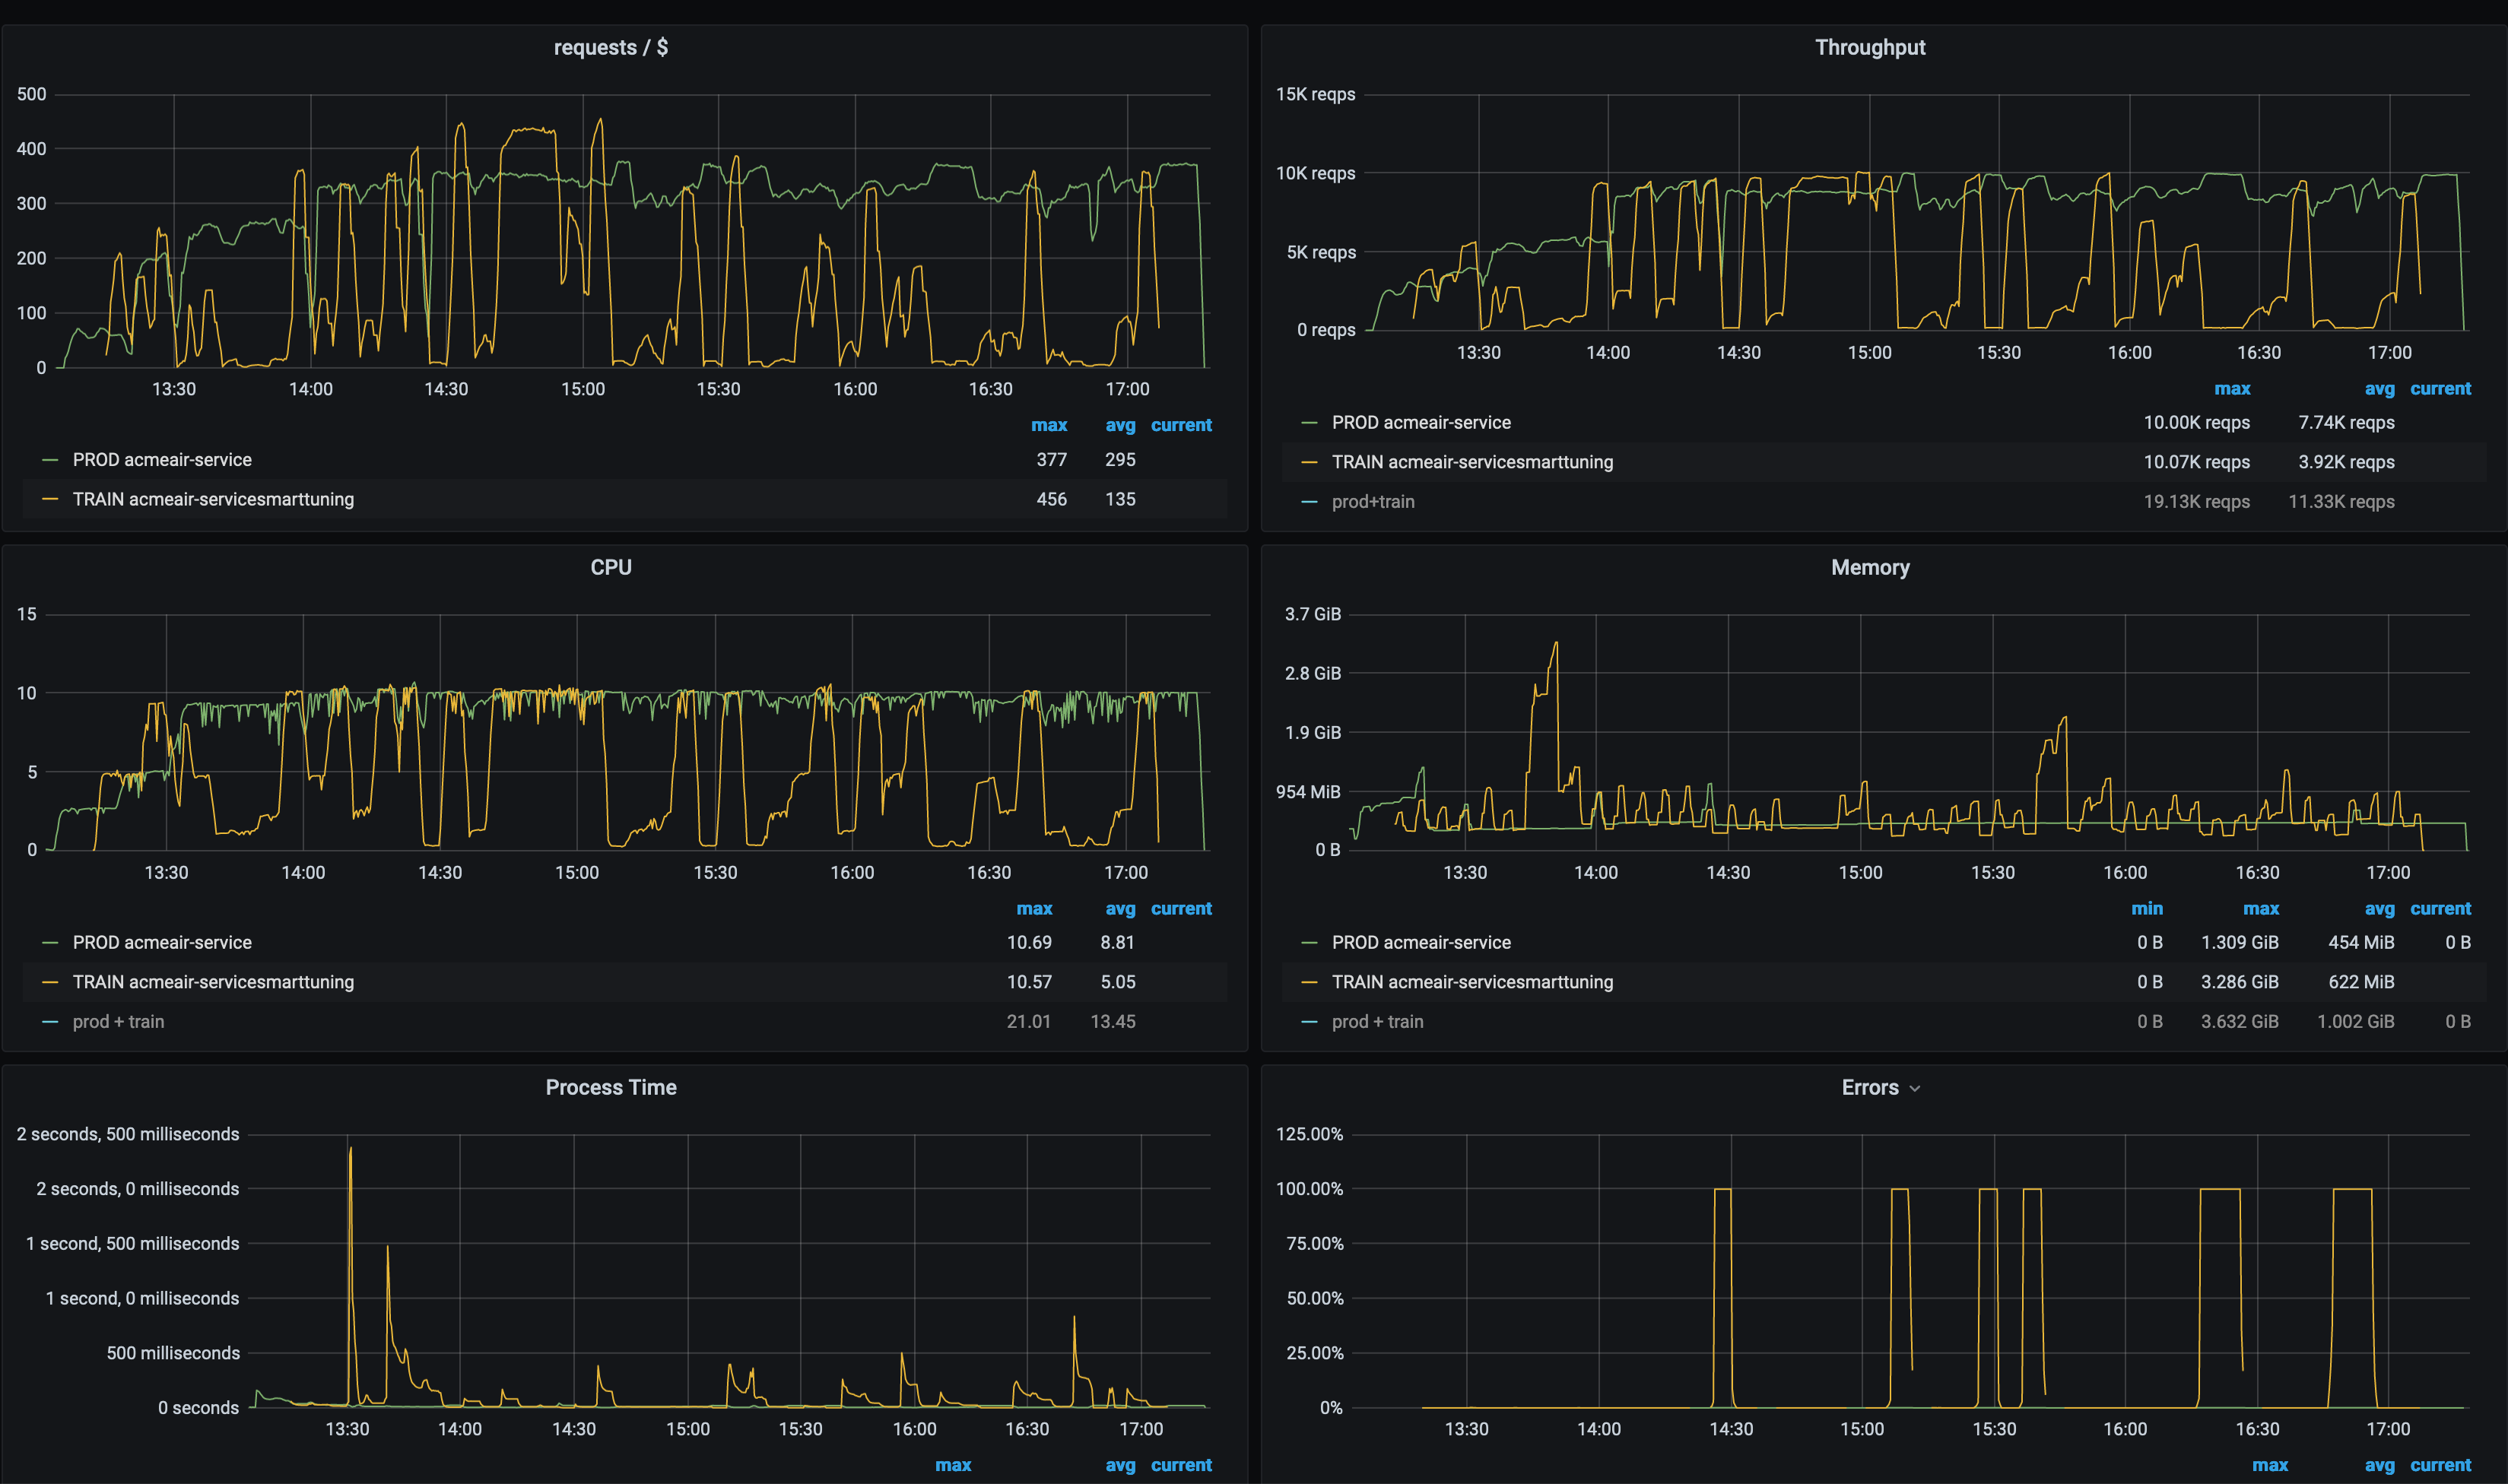 requests / $
500
400
300
200
100
0
13:30 14:00 14:30 15:00 15:30 16:00 16:30 17:00
max avg current
PROD acmeair-service 377 295
TRAIN acmeair-servicesmarttuning 456 135
Throughput
15K reqps
10K reqps
5K reqps
0 reqps
13:30 14:00 14:30 15:00 15:30 16:00 16:30 17:00
max avg current
PROD acmeair-service 10.00K reqps 7.74K reqps
TRAIN acmeair-servicesmarttuning 10.07K reqps 3.92K reqps
prod+train 19.13K reqps 11.33K reqps
CPU
15
10
5
0
13:30 14:00 14:30 15:00 15:30 16:00 16:30 17:00
max avg current
PROD acmeair-service 10.69 8.81
TRAIN acmeair-servicesmarttuning 10.57 5.05
prod + train 21.01 13.45
Memory
3.7 GiB
2.8 GiB
1.9 GiB
954 MiB
0 B
13:30 14:00 14:30 15:00 15:30 16:00 16:30 17:00
min max avg current
PROD acmeair-service 0 B 1.309 GiB 454 MiB 0 B
TRAIN acmeair-servicesmarttuning 0 B 3.286 GiB 622 MiB
prod + train 0 B 3.632 GiB 1.002 GiB 0 B
Process Time
2 seconds, 500 milliseconds
2 seconds, 0 milliseconds
1 second, 500 milliseconds
1 second, 0 milliseconds
500 milliseconds
0 seconds
13:30 14:00 14:30 15:00 15:30 16:00 16:30 17:00
max avg current
Errors
125.00%
100.00%
75.00%
50.00%
25.00%
0%
13:30 14:00 14:30 15:00 15:30 16:00 16:30 17:00
max avg current